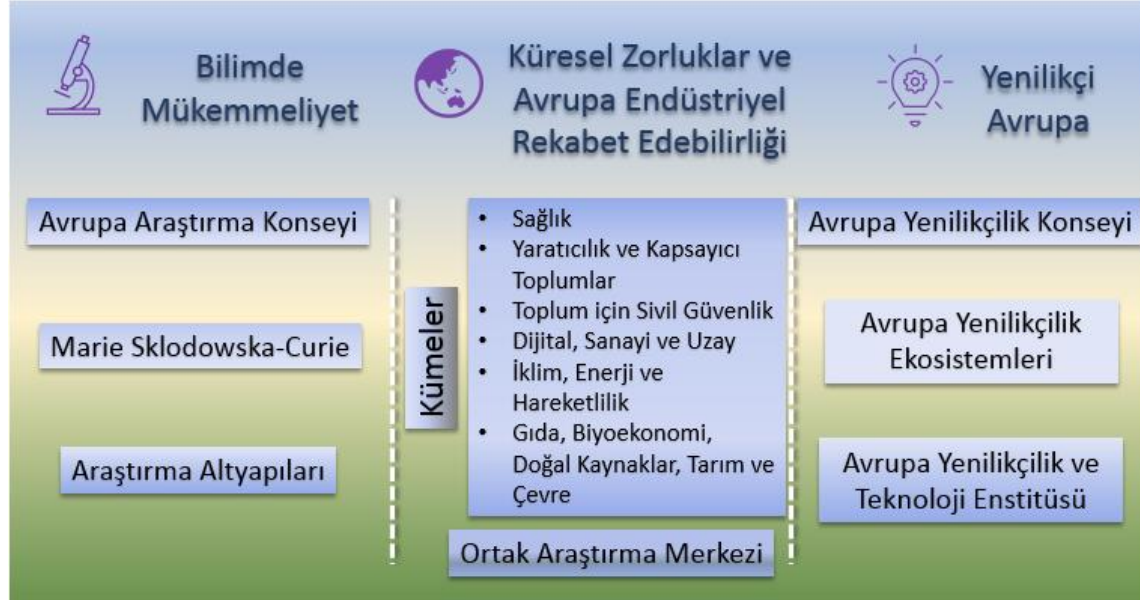 Bilimde
Mükemmeliyet
Avrupa Araştırma Konseyi
Marie Sklodowska-Curie
Araştırma Altyapıları
Küresel Zorluklar ve
Avrupa Endüstriyel
Rekabet Edebilirliği
Kümeler
• Sağlık
• Yaratıcılık ve Kapsayıcı
Toplumlar
• Toplum için Sivil Güvenlik
• Dijital, Sanayi ve Uzay
• İklim, Enerji ve
Hareketlilik
• Gıda, Biyoekonomi,
Doğal Kaynaklar, Tarım ve
Çevre
Ortak Araştırma Merkezi
Yenilikçi
Avrupa
Avrupa Yenilikçilik Konseyi
Avrupa Yenilikçilik
Ekosistemleri
Avrupa Yenilikçilik ve
Teknoloji Enstitüsü